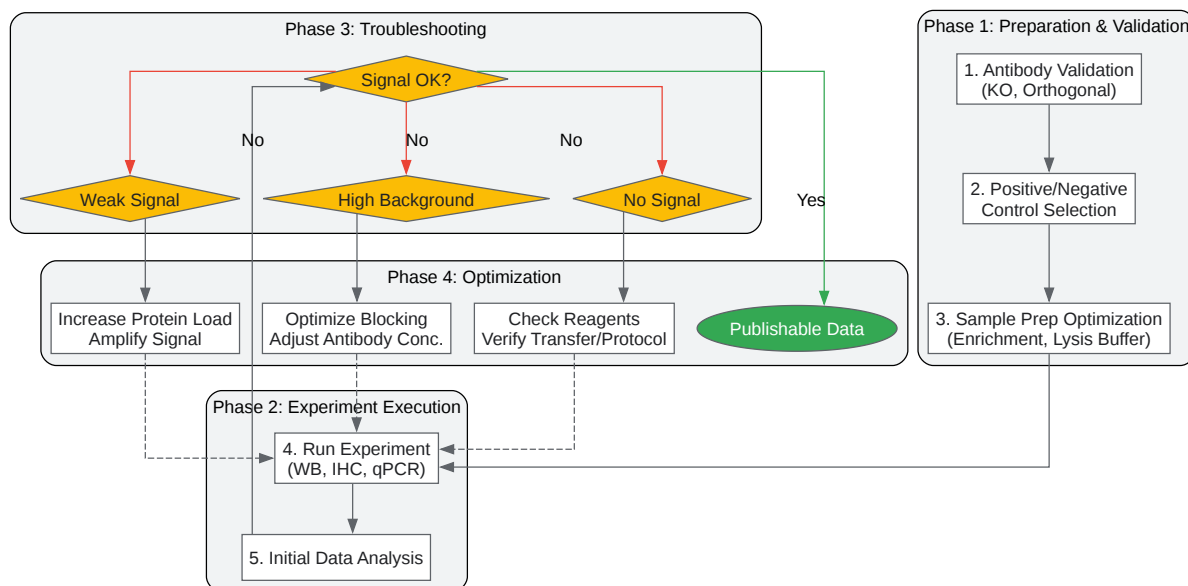 Phase 3: Troubleshooting
Signal OK?
No
No
No
Weak Signal
High Background
No Signal
Yes
Phase 1: Preparation & Validation
1. Antibody Validation
(KO, Orthogonal)
2. Positive/Negative
Control Selection
3. Sample Prep Optimization
(Enrichment, Lysis Buffer)
Phase 4: Optimization
Increase Protein Load
Amplify Signal
Optimize Blocking
Adjust Antibody Conc.
Check Reagents
Verify Transfer/Protocol
Publishable Data
Phase 2: Experiment Execution
4. Run Experiment
(WB, IHC, qPCR)
5. Initial Data Analysis